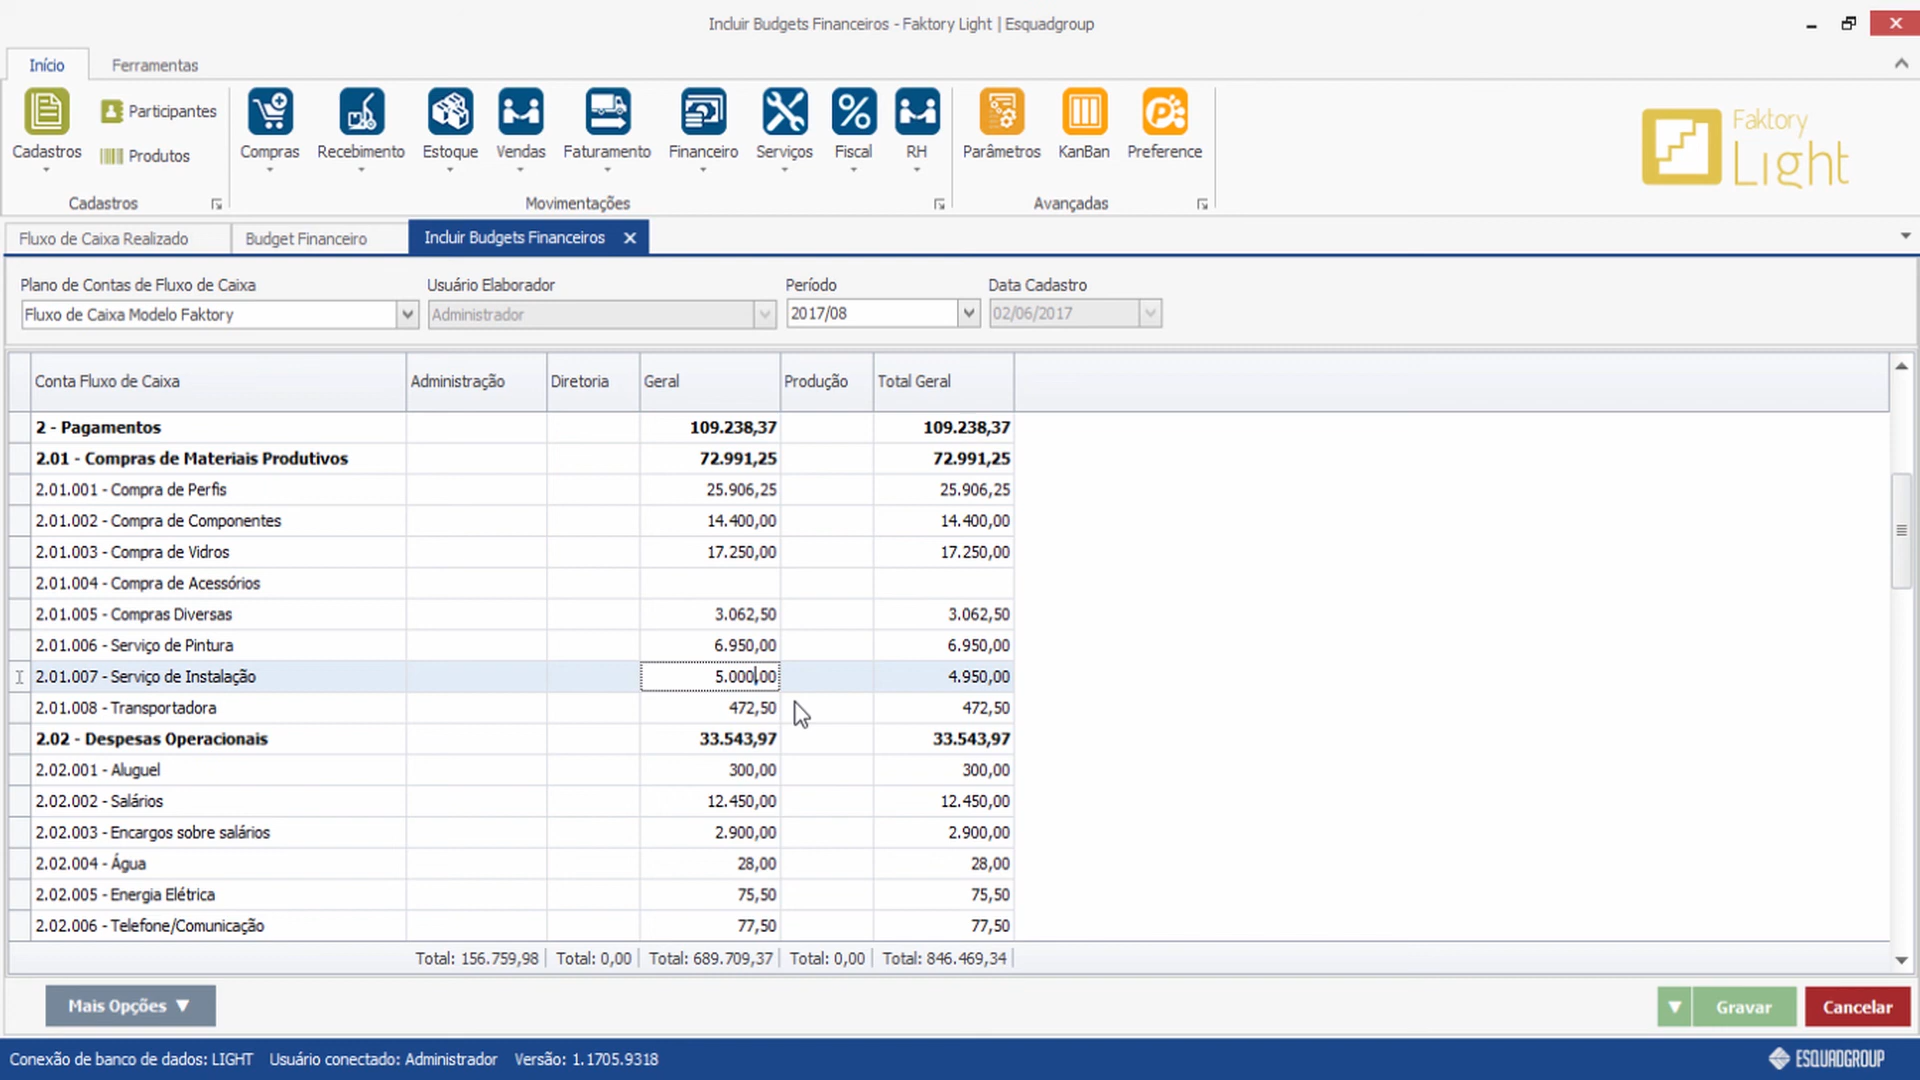 Incluir Budgets Financeiros - Faktory Light | Esquadgroup
Início Ferramentas
Cadastros Participantes Produtos Compras Recebimento Estoque Vendas Faturamento Financeiro Serviços Fiscal RH Parâmetros KanBan Preference
Cadastros Movimentações Avançadas
Faktory
Light
Fluxo de Caixa Realizado Budget Financeiro Incluir Budgets Financeiros
Plano de Contas de Fluxo de Caixa Usuário Elaborador Período Data Cadastro
Fluxo de Caixa Modelo Faktory Administrador 2017/08 02/06/2017
Conta Fluxo de Caixa Administração Diretoria Geral Produção Total Geral
2 - Pagamentos 109.238,37 109.238,37
2.01 - Compras de Materiais Produtivos 72.991,25 72.991,25
2.01.001 - Compra de Perfis 25.906,25 25.906,25
2.01.002 - Compra de Componentes 14.400,00 14.400,00
2.01.003 - Compra de Vidros 17.250,00 17.250,00
2.01.004 - Compra de Acessórios
2.01.005 - Compras Diversas 3.062,50 3.062,50
2.01.006 - Serviço de Pintura 6.950,00 6.950,00
2.01.007 - Serviço de Instalação 5.000,00 4.950,00
2.01.008 - Transportadora 472,50 472,50
2.02 - Despesas Operacionais 33.543,97 33.543,97
2.02.001 - Aluguel 300,00 300,00
2.02.002 - Salários 12.450,00 12.450,00
2.02.003 - Encargos sobre salários 2.900,00 2.900,00
2.02.004 - Água 28,00 28,00
2.02.005 - Energia Elétrica 75,50 75,50
2.02.006 - Telefone/Comunicação 77,50 77,50
Total: 156.759,98 Total: 0,00 Total: 689.709,37 Total: 0,00 Total: 846.469,34
Mais Opções Gravar Cancelar
Conexão de banco de dados: LIGHT Usuário conectado: Administrador Versão: 1.1705.9318 ESQUADGROUP